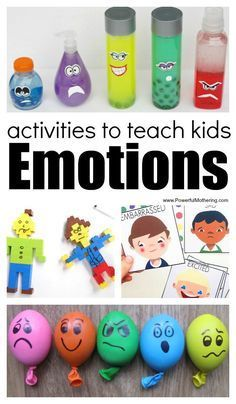 activities to teach kids
Emotions
www.PowerfulMothering.com
EMBARRASSED
EXCITED